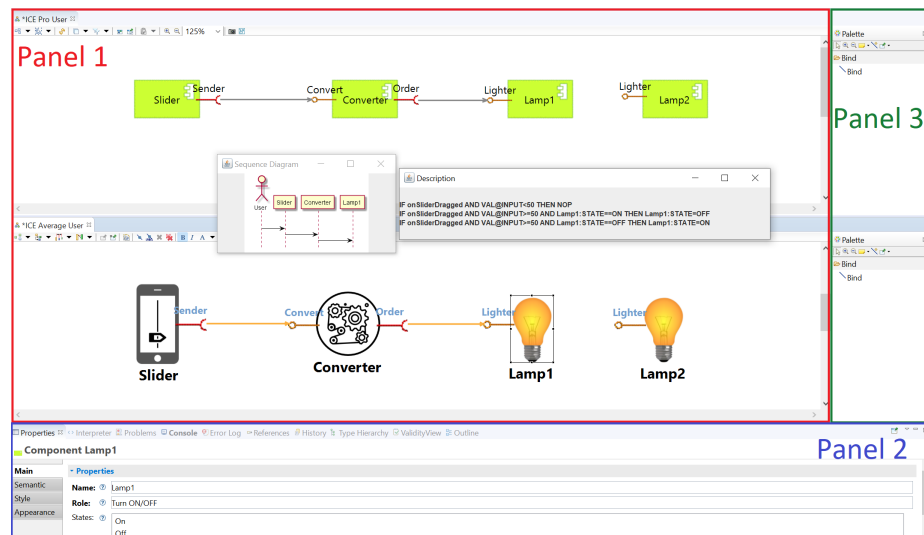 *ICE Pro User
125%
Palette
Panel 1
Bind
Bind
Panel 3
Sender
Convert
Order
Lighter
Lighter
Slider
Converter
Lamp1
Lamp2
Sequence Diagram
User
Slider
Converter
Lamp1
Description
IF onSliderDragged AND VAL@INPUT<50 THEN NOP
IF onSliderDragged AND VAL@INPUT>=50 AND Lamp1:STATE==ON THEN Lamp1:STATE=OFF
IF onSliderDragged AND VAL@INPUT>=50 AND Lamp1:STATE==OFF THEN Lamp1:STATE=ON
*ICE Average User
B I A
Palette
Bind
Bind
Sender
Convert
Order
Lighter
Lighter
Slider
Converter
Lamp1
Lamp2
Properties Interpreter Problems Console Error Log References History Type Hierarchy ValidityView Outline
Panel 2
Component Lamp1
Main
Properties
Semantic
Name: Lamp1
Style
Role: Turn ON/OFF
Appearance
States: On
Off